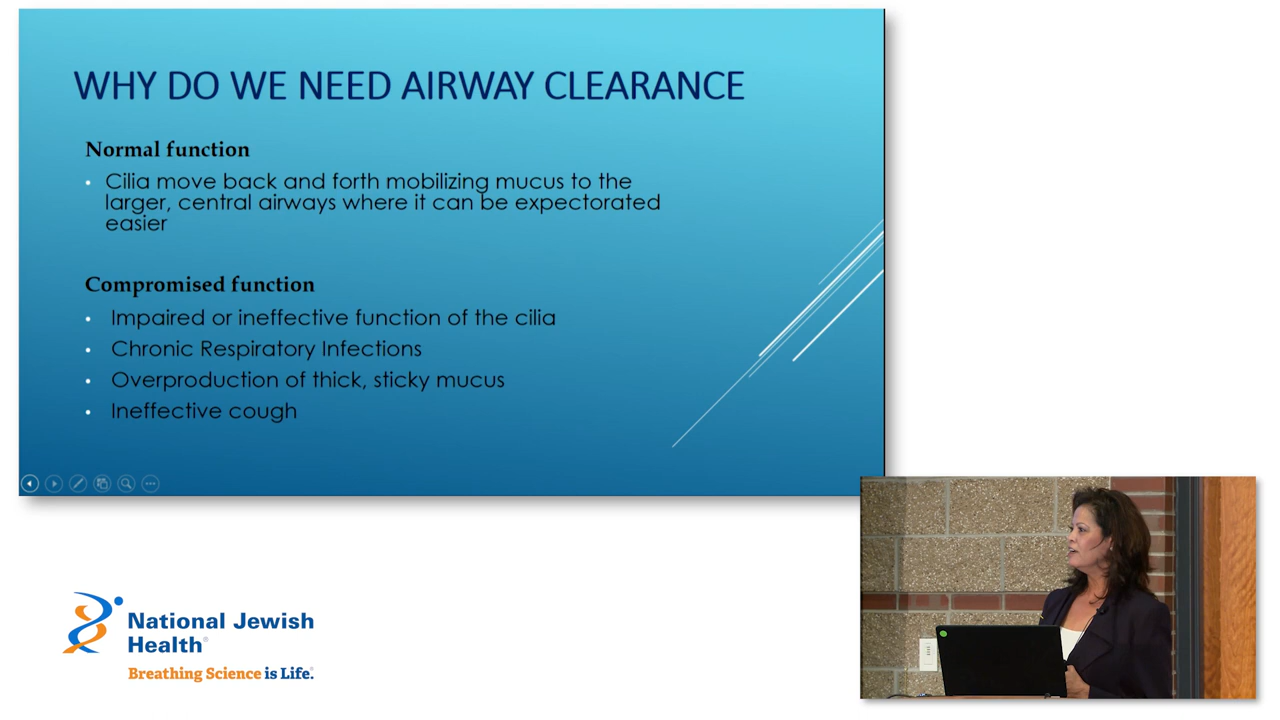 WHY DO WE NEED AIRWAY CLEARANCE
Normal function
• Cilia move back and forth mobilizing mucus to the
larger, central airways where it can be expectorated
easier
Compromised function
• Impaired or ineffective function of the cilia
• Chronic Respiratory Infections
• Overproduction of thick, sticky mucus
• Ineffective cough
National Jewish
Health®
Breathing Science is Life.®